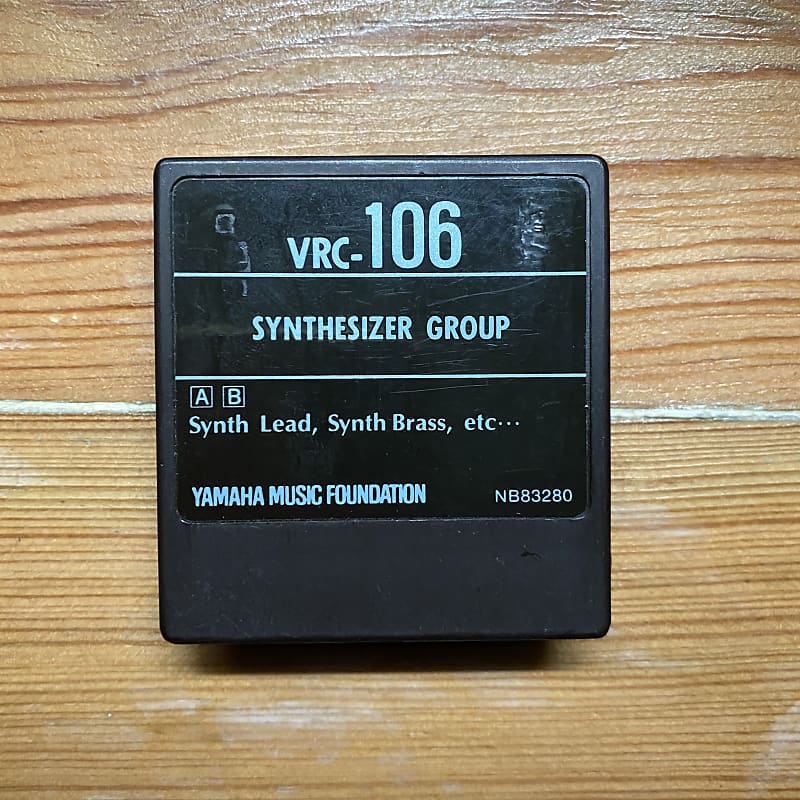 VRC-106
SYNTHESIZER GROUP
A B
Synth Lead, Synth Brass, etc···
YAMAHA MUSIC FOUNDATION NB83280